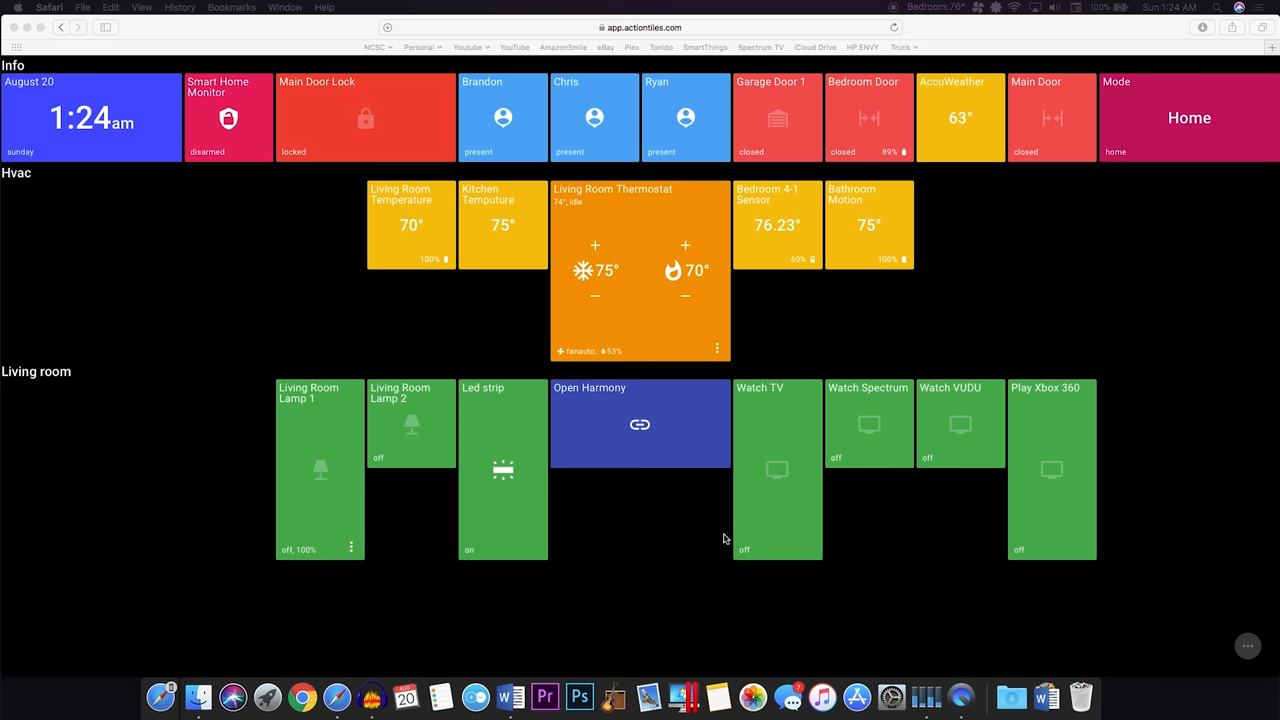 Safari File Edit View History Bookmarks Window Help Bedroom:76° 100% Sun 1:24 AM
app.actiontiles.com
NCSC Personal Youtube YouTube AmazonSmile eBay Plex Tonido SmartThings Spectrum TV iCloud Drive HP ENVY Truck
Info
August 20
1:24am
sunday
Smart Home
Monitor
disarmed
Main Door Lock
locked
Brandon
present
Chris
present
Ryan
present
Garage Door 1
closed
Bedroom Door
closed 89%
AccuWeather
63°
Main Door
closed
Mode
Home
home
Hvac
Living Room
Temperature
70°
100%
Kitchen
Temputure
75°
Living Room Thermostat
74°, idle
+ +
75° 70°
− −
fanauto, 53%
Bedroom 4-1
Sensor
76.23°
60%
Bathroom
Motion
75°
100%
Living room
Living Room
Lamp 1
off, 100%
Living Room
Lamp 2
off
Led strip
on
Open Harmony
Watch TV
off
Watch Spectrum
off
Watch VUDU
off
Play Xbox 360
off
AUG
20
W
Pr
Ps
7
W